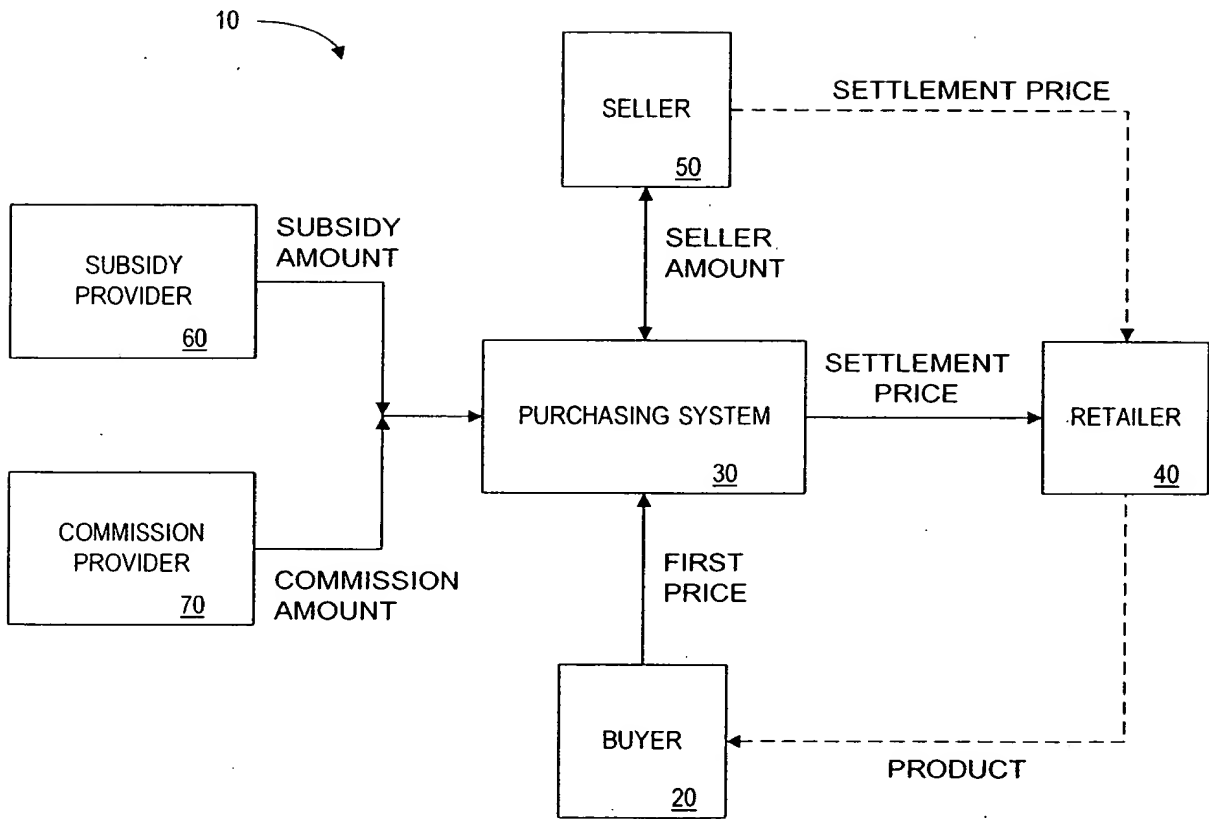 10
SELLER
50
SETTLEMENT PRICE
SUBSIDY
AMOUNT
SUBSIDY
PROVIDER
60
SELLER
AMOUNT
PURCHASING SYSTEM
30
SETTLEMENT
PRICE
RETAILER
40
COMMISSION
PROVIDER
70
COMMISSION
AMOUNT
FIRST
PRICE
BUYER
20
PRODUCT